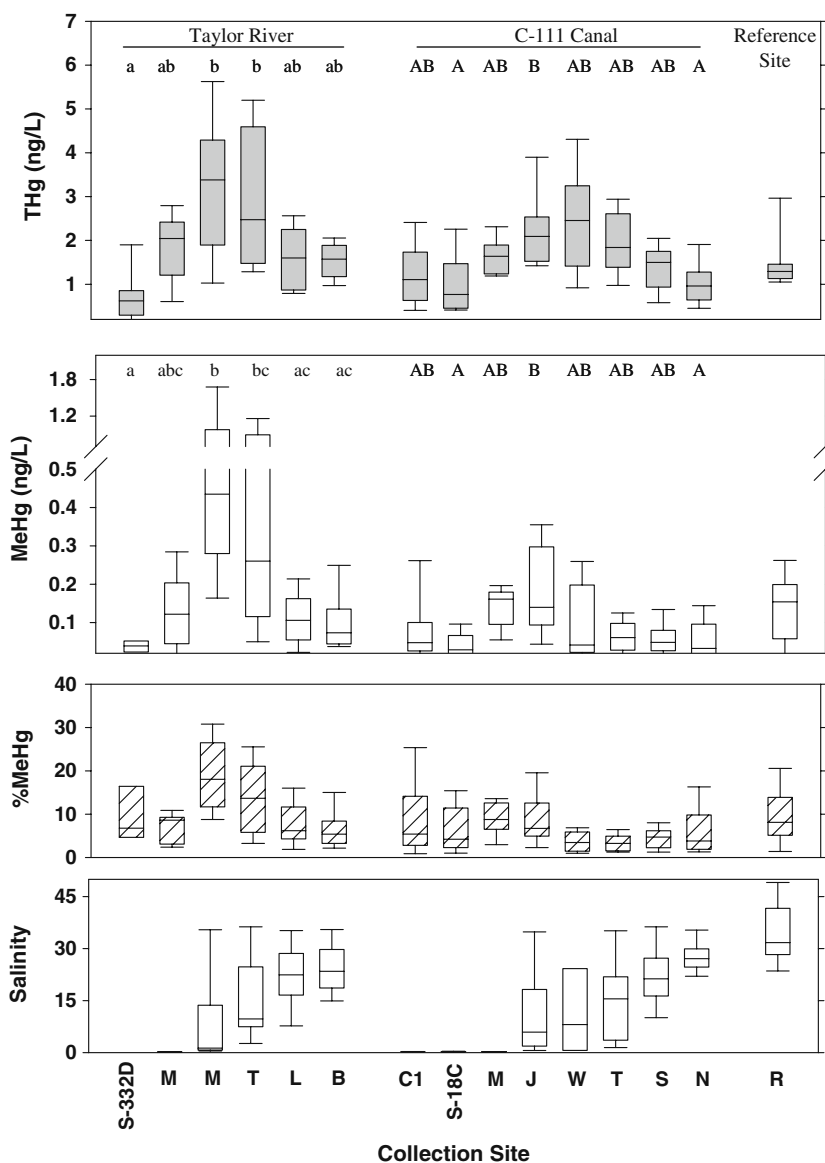 Taylor River
C-111 Canal
Reference
Site
a ab b b ab ab
AB A AB B AB AB AB A
THg (ng/L)
7
6
5
4
3
2
1
a abc b bc ac ac
AB A AB B AB AB AB A
MeHg (ng/L)
1.8
1.2
0.5
0.4
0.3
0.2
0.1
%MeHg
40
30
20
10
0
Salinity
45
30
15
0
S-332D M M T L B C1 S-18C M J W T S N R
Collection Site